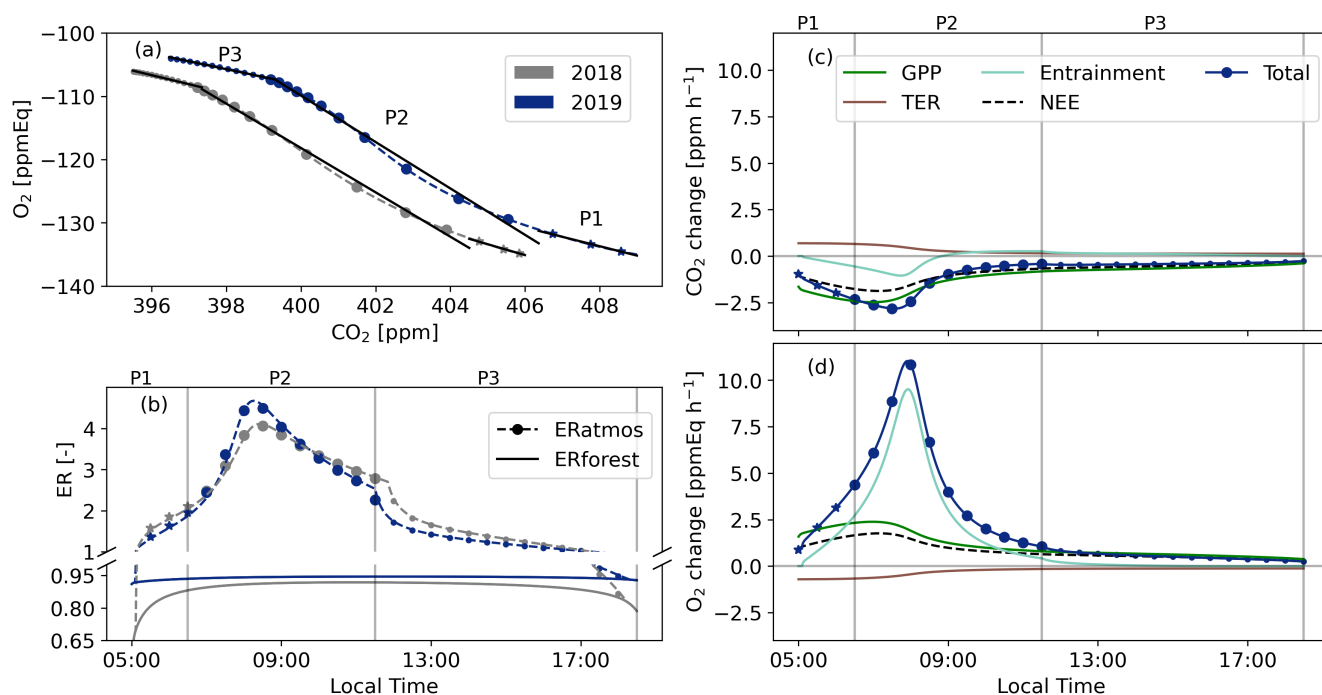 (a)
P3
P2
P1
2018
2019
−100
−110
−120
−130
−140
O₂ [ppmEq]
396
398
400
402
404
406
408
CO₂ [ppm]
P1
P2
P3
(b)
ERatmos
ERforest
4
3
2
1
0.95
0.80
0.65
ER [-]
05:00
09:00
13:00
17:00
Local Time
P1
P2
P3
(c)
GPP
TER
Entrainment
NEE
Total
10.0
7.5
5.0
2.5
0.0
−2.5
CO₂ change [ppm h⁻¹]
(d)
10.0
7.5
5.0
2.5
0.0
−2.5
O₂ change [ppmEq h⁻¹]
05:00
09:00
13:00
17:00
Local Time